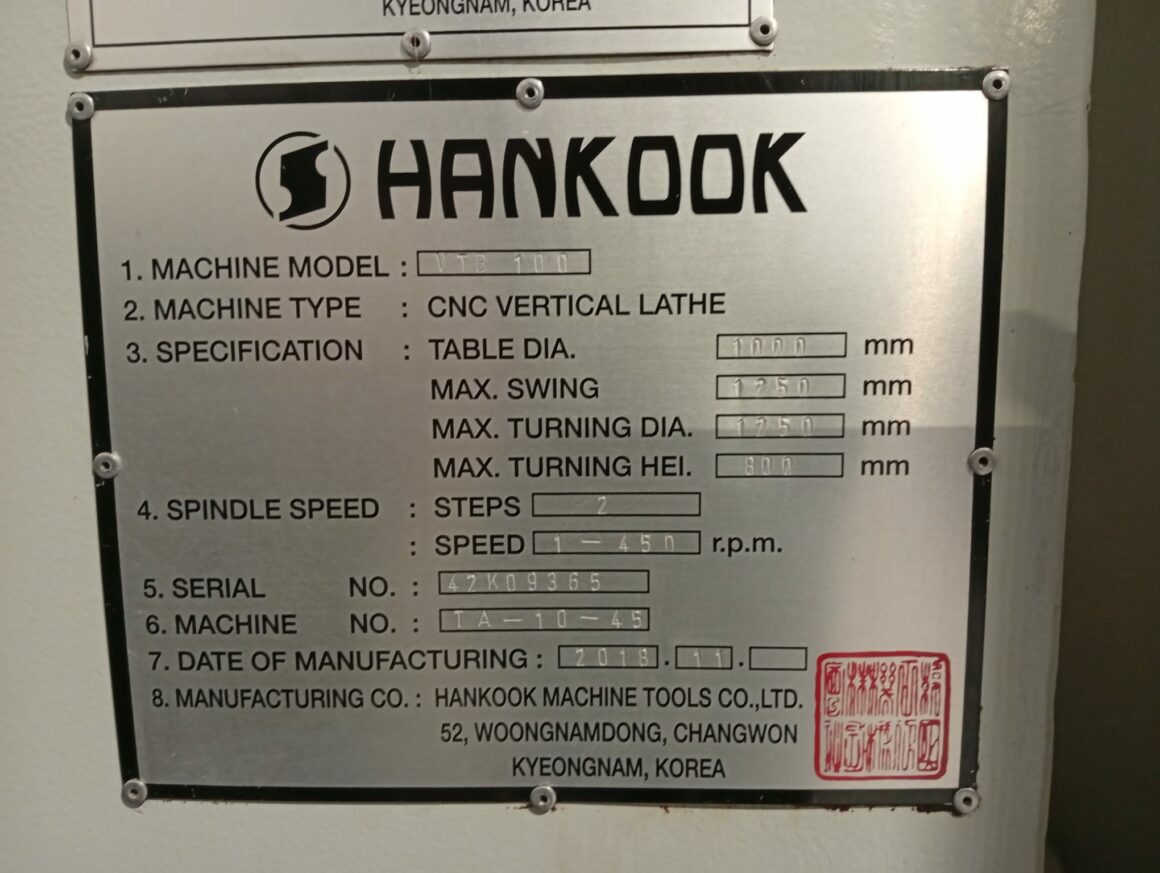 KYEONGNAM, KOREA
HANKOOK
1. MACHINE MODEL : VTB 100
2. MACHINE TYPE : CNC VERTICAL LATHE
3. SPECIFICATION : TABLE DIA. 1000 mm
MAX. SWING 1250 mm
MAX. TURNING DIA. 1250 mm
MAX. TURNING HEI. 800 mm
4. SPINDLE SPEED : STEPS 2
: SPEED 1 - 450 r.p.m.
5. SERIAL NO. : 42K09365
6. MACHINE NO. : TA-10-45
7. DATE OF MANUFACTURING : 2018 . 11 .
8. MANUFACTURING CO. : HANKOOK MACHINE TOOLS CO.,LTD.
52, WOONGNAMDONG, CHANGWON
KYEONGNAM, KOREA